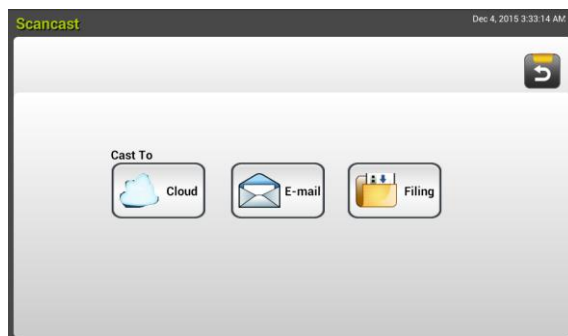 Scancast
Dec 4, 2015 3:33:14 AM
Cast To
Cloud
E-mail
Filing